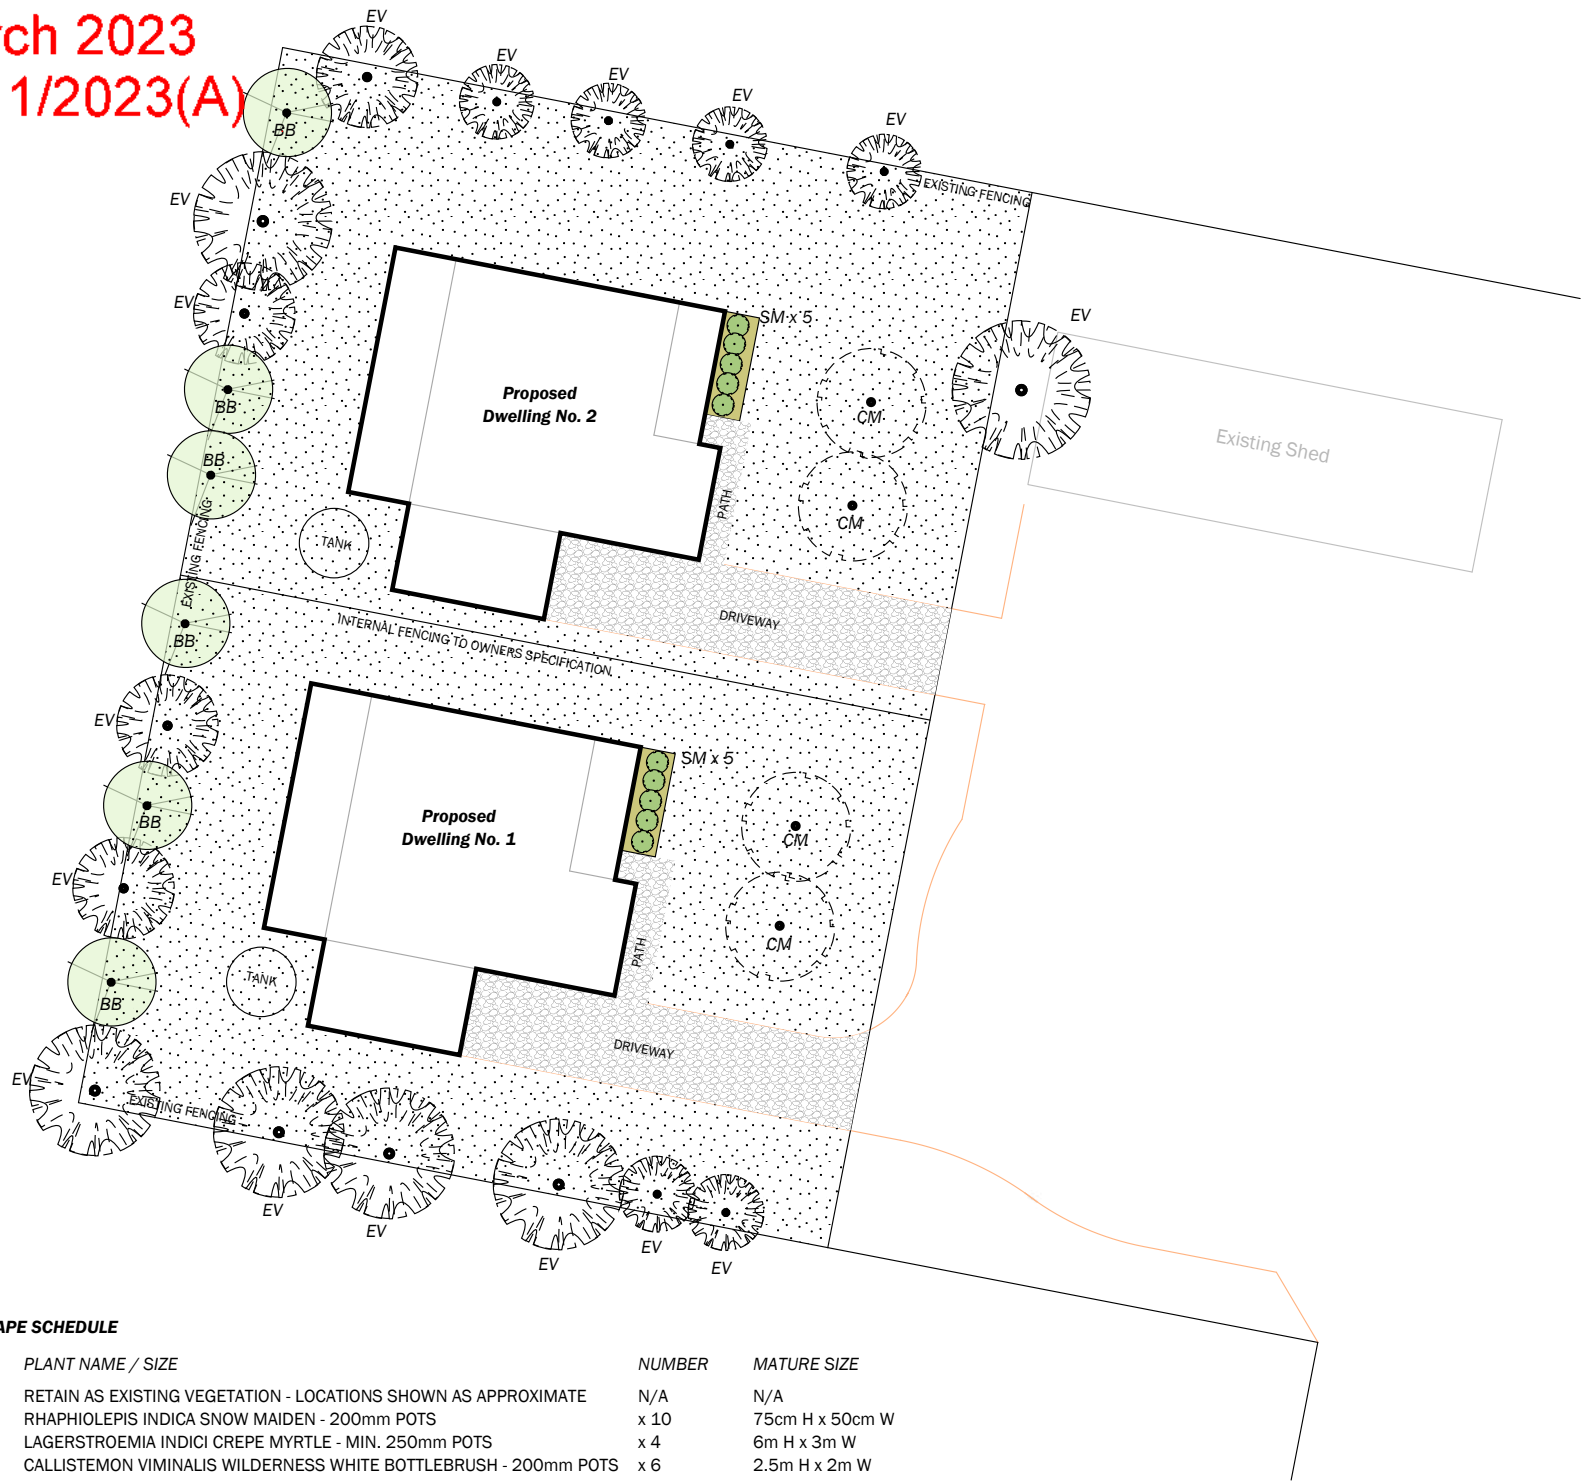 rch 2023
1/2023(A)
EV
EV
EV
EV
EV
BB
EXISTING FENCING
EV
EV
EV
SM x 5
Proposed
Dwelling No. 2
BB
CM
Existing Shed
BB
CM
PATH
EXISTING FENCING
TANK
DRIVEWAY
INTERNAL FENCING TO OWNERS SPECIFICATION
BB
EV
SM x 5
Proposed
Dwelling No. 1
BB
CM
EV
CM
PATH
TANK
BB
DRIVEWAY
EV
EXISTING FENCING
EV
EV
EV
EV
EV
APE SCHEDULE
PLANT NAME / SIZE NUMBER MATURE SIZE
RETAIN AS EXISTING VEGETATION - LOCATIONS SHOWN AS APPROXIMATE N/A N/A
RHAPHIOLEPIS INDICA SNOW MAIDEN - 200mm POTS x 10 75cm H x 50cm W
LAGERSTROEMIA INDICI CREPE MYRTLE - MIN. 250mm POTS x 4 6m H x 3m W
CALLISTEMON VIMINALIS WILDERNESS WHITE BOTTLEBRUSH - 200mm POTS x 6 2.5m H x 2m W